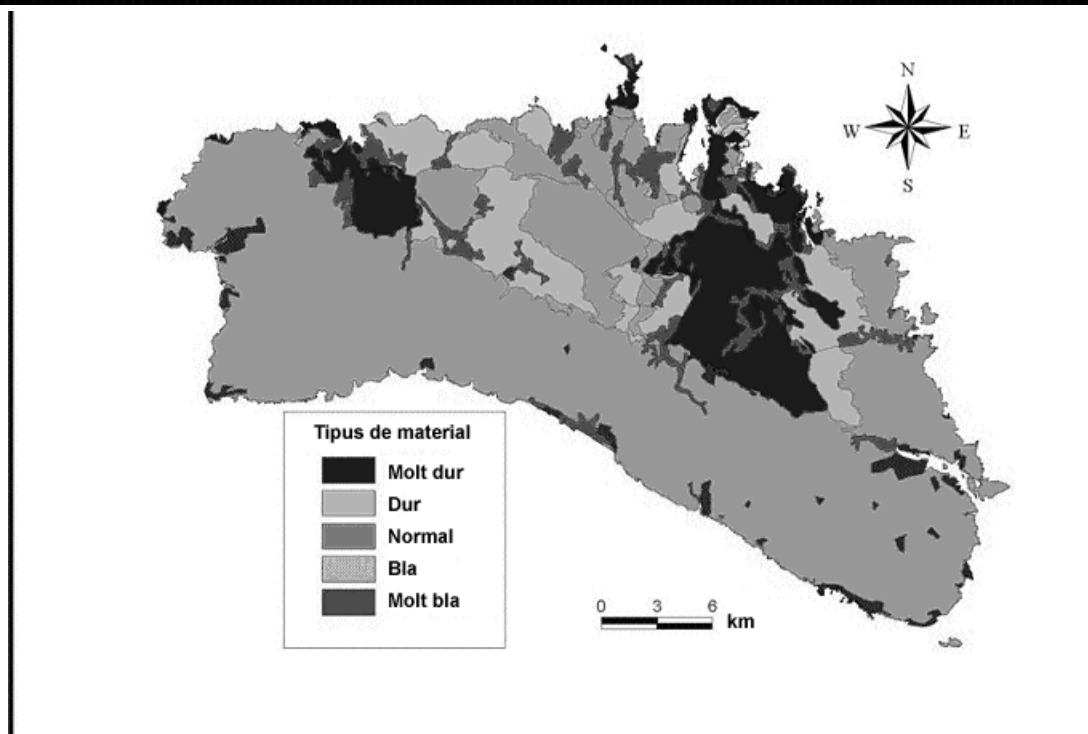 N
W E
S
Tipus de material
Molt dur
Dur
Normal
Bla
Molt bla
0 3 6
km